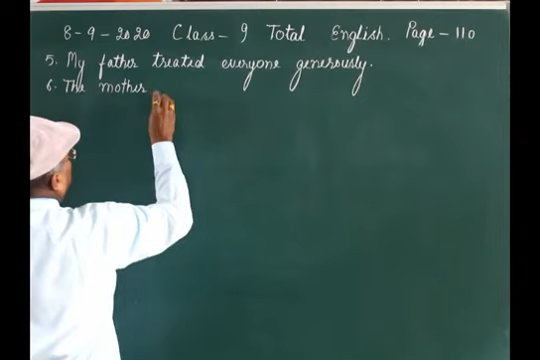 8-9-2020 Class-9 Total English. Page-110
5. My father treated everyone generously.
6. The mother